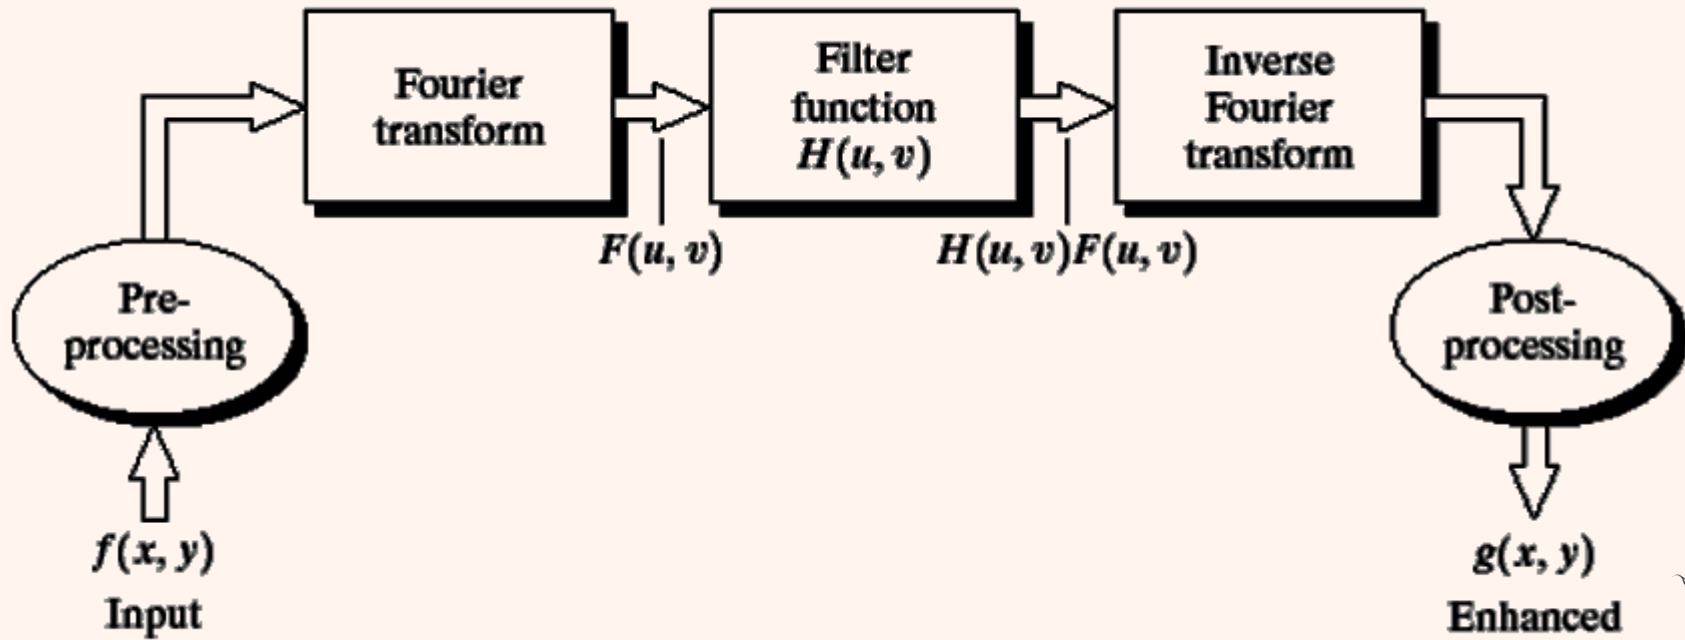 Fourier
transform
Filter
function
H(u, v)
Inverse
Fourier
transform
F(u, v)
H(u, v)F(u, v)
Pre-
processing
Post-
processing
f(x, y)
Input
g(x, y)
Enhanced